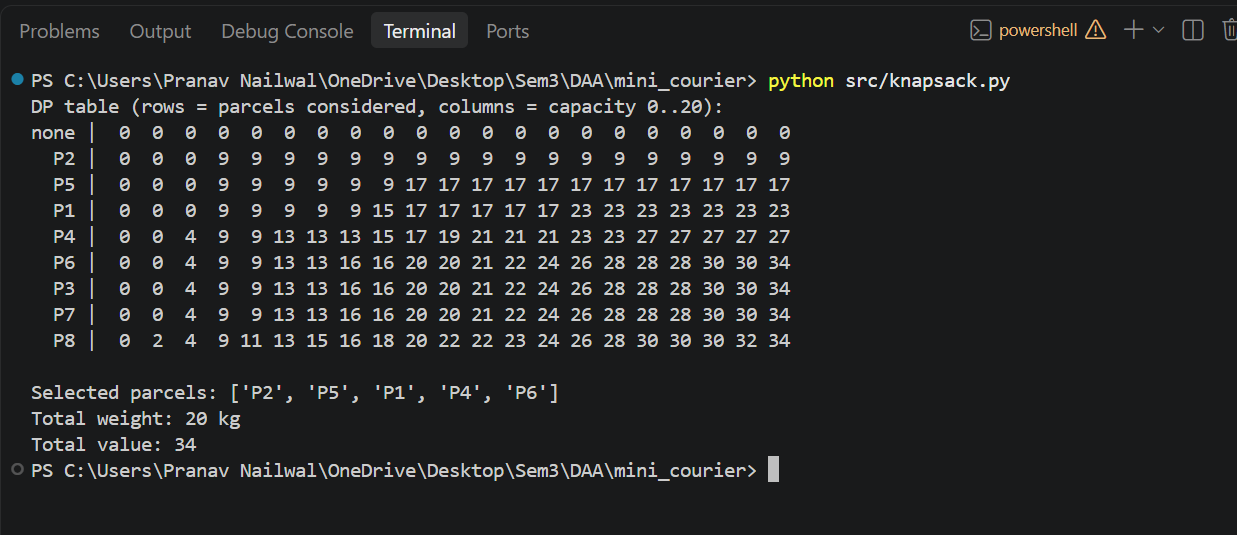 Problems Output Debug Console Terminal Ports powershell
PS C:\Users\Pranav Nailwal\OneDrive\Desktop\Sem3\DAA\mini_courier> python src/knapsack.py
DP table (rows = parcels considered, columns = capacity 0..20):
none |  0  0  0  0  0  0  0  0  0  0  0  0  0  0  0  0  0  0  0  0  0
  P2 |  0  0  0  9  9  9  9  9  9  9  9  9  9  9  9  9  9  9  9  9  9
  P5 |  0  0  0  9  9  9  9  9  9 17 17 17 17 17 17 17 17 17 17 17 17
  P1 |  0  0  0  9  9  9  9  9 15 17 17 17 17 17 23 23 23 23 23 23 23
  P4 |  0  0  4  9  9 13 13 13 15 17 19 21 21 21 23 23 27 27 27 27 27
  P6 |  0  0  4  9  9 13 13 16 16 20 20 21 22 24 26 28 28 28 30 30 34
  P3 |  0  0  4  9  9 13 13 16 16 20 20 21 22 24 26 28 28 28 30 30 34
  P7 |  0  0  4  9  9 13 13 16 16 20 20 21 22 24 26 28 28 28 30 30 34
  P8 |  0  2  4  9 11 13 15 16 18 20 22 22 23 24 26 28 30 30 30 32 34
Selected parcels: ['P2', 'P5', 'P1', 'P4', 'P6']
Total weight: 20 kg
Total value: 34
PS C:\Users\Pranav Nailwal\OneDrive\Desktop\Sem3\DAA\mini_courier>